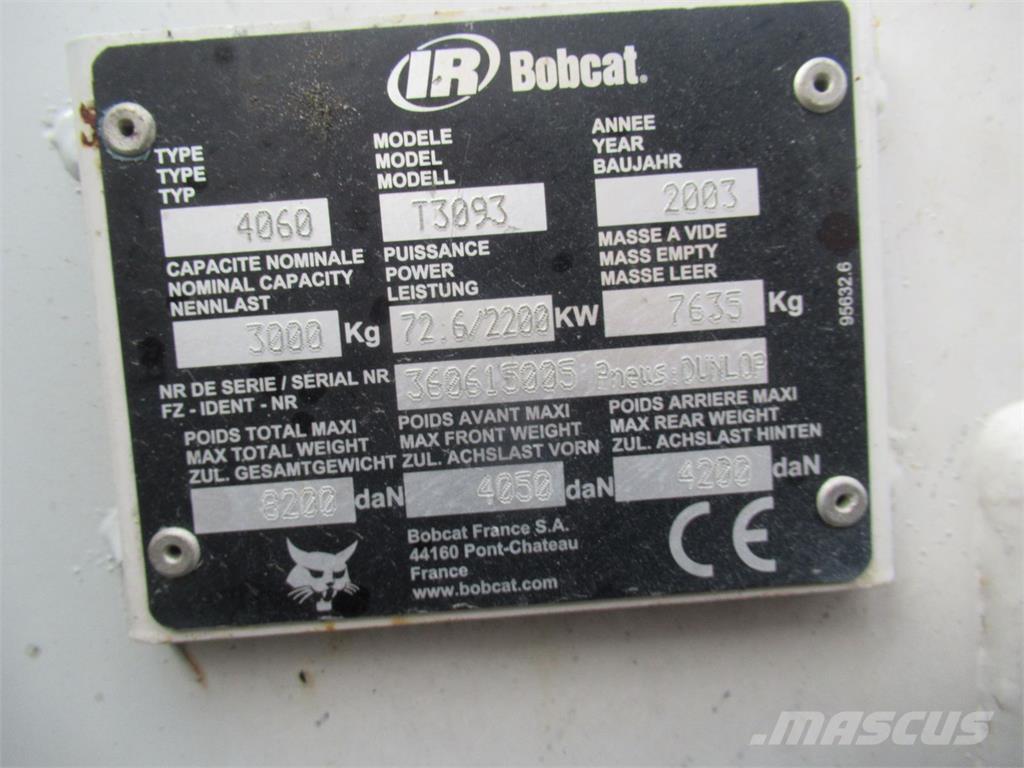 IR Bobcat.
TYPE
TYPE
TYP
4060
MODELE
MODEL
MODELL
T3093
ANNEE
YEAR
BAUJAHR
2003
CAPACITE NOMINALE
NOMINAL CAPACITY
NENNLAST
3000 Kg
PUISSANCE
POWER
LEISTUNG
72.6/2200 KW
MASSE A VIDE
MASS EMPTY
MASSE LEER
7635 Kg
NR DE SERIE / SERIAL NR
FZ - IDENT - NR
360615005 Pneus:DUNLOP
POIDS TOTAL MAXI
MAX TOTAL WEIGHT
ZUL. GESAMTGEWICHT
8200 daN
POIDS AVANT MAXI
MAX FRONT WEIGHT
ZUL. ACHSLAST VORN
4050 daN
POIDS ARRIERE MAXI
MAX REAR WEIGHT
ZUL. ACHSLAST HINTEN
4200 daN
Bobcat France S.A.
44160 Pont-Chateau
France
www.bobcat.com
CE
95632.6
MASCUS